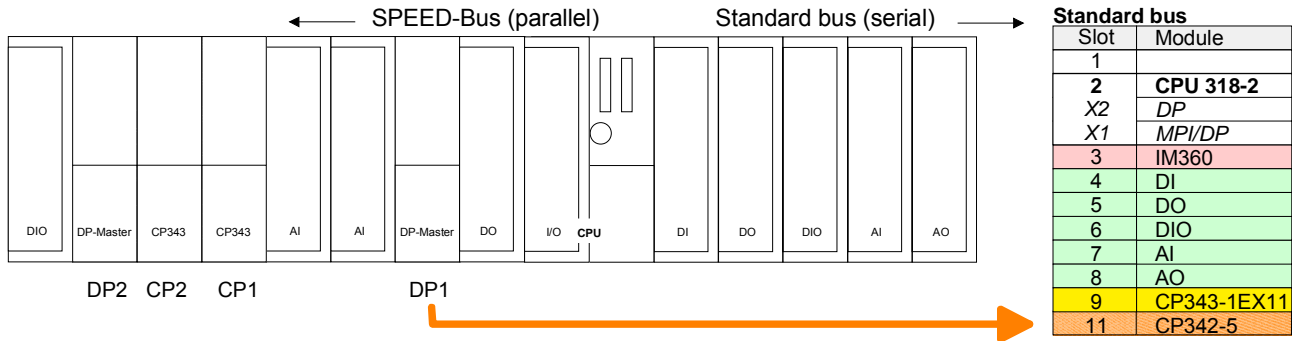 SPEED-Bus (parallel)
Standard bus (serial)
DIO
DP-Master
CP343
CP343
AI
AI
DP-Master
DO
I/O
CPU
DI
DO
DIO
AI
AO
DP2
CP2
CP1
DP1
Standard bus
Slot Module
1
2 CPU 318-2
X2 DP
X1 MPI/DP
3 IM360
4 DI
5 DO
6 DIO
7 AI
8 AO
9 CP343-1EX11
11 CP342-5